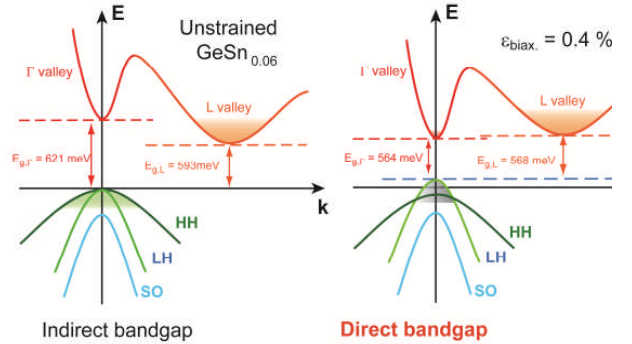 E
Unstrained
GeSn0.06
Γ valley
L valley
Eg,Γ = 621 meV
Eg,L = 593meV
k
HH
LH
SO
Indirect bandgap
E
εbiax. = 0.4 %
valley
L valley
Eg,Γ = 564 meV
Eg,L = 568 meV
k
HH
LH
SO
Direct bandgap